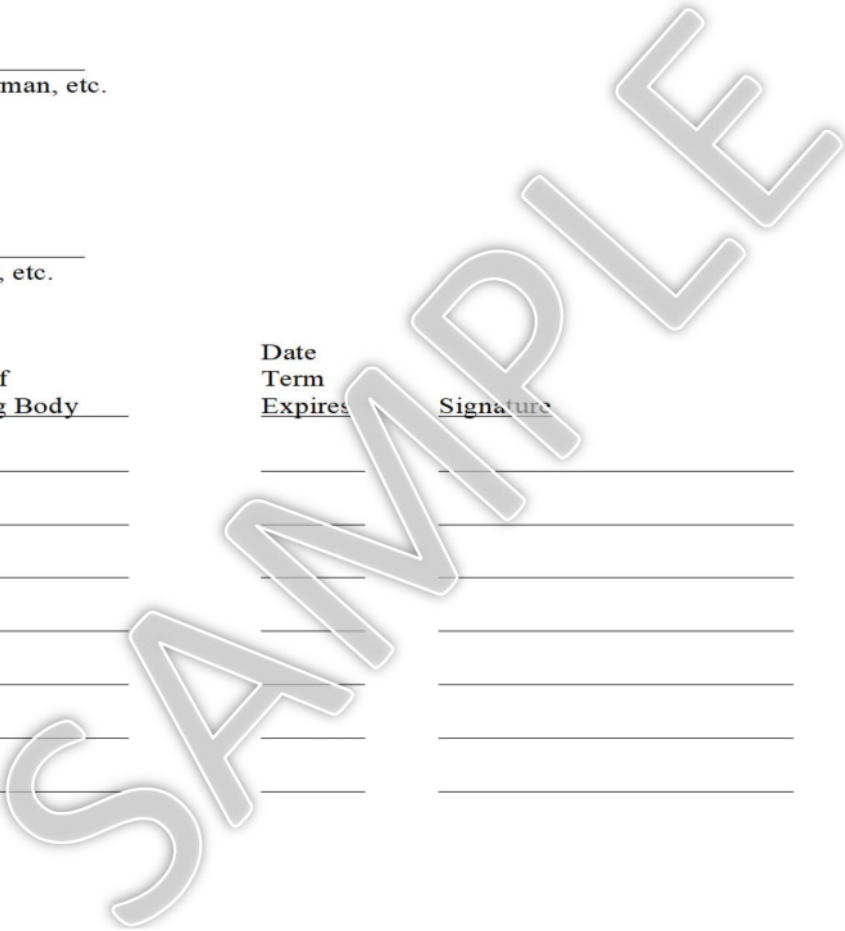 man, etc.
, etc.
Date
f Term
g Body Expires Signature
SAMPLE